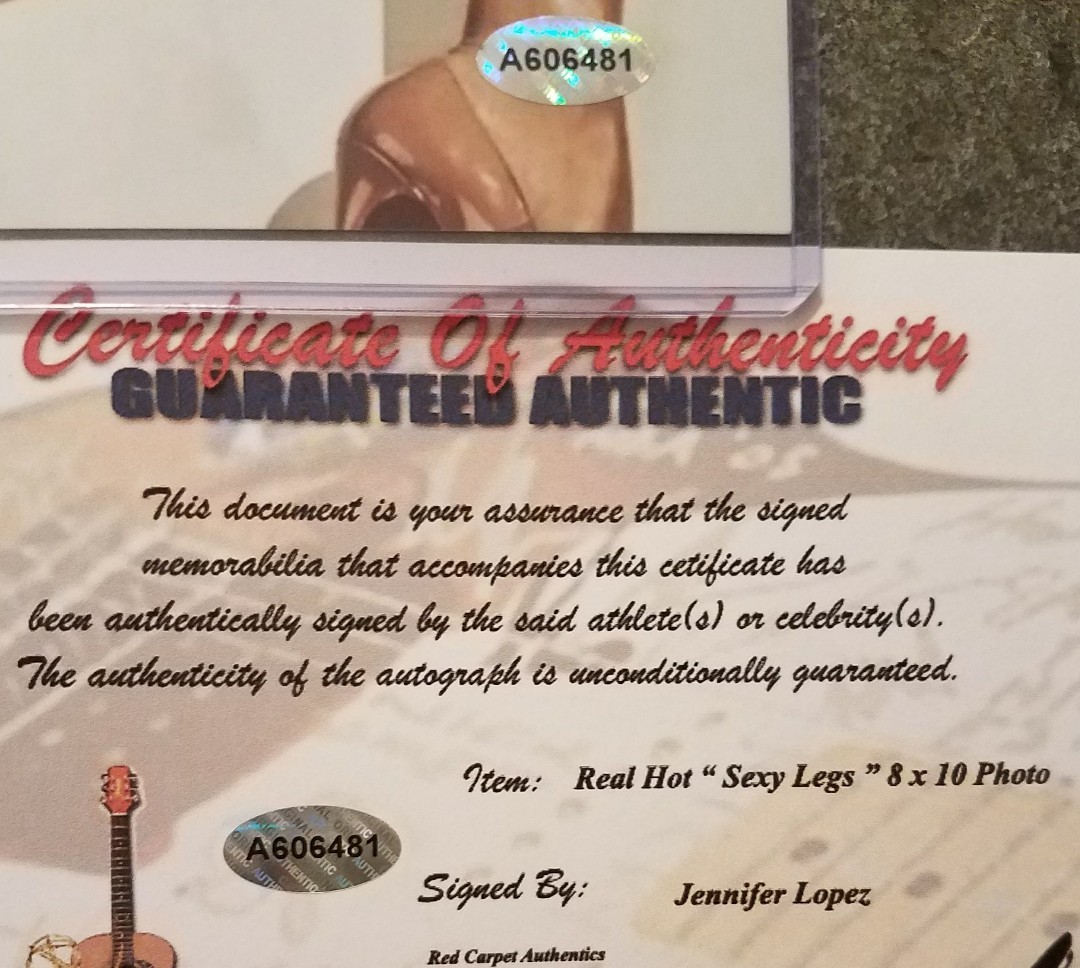 A606481
Certificate Of Authenticity
GUARANTEED AUTHENTIC
This document is your assurance that the signed
memorabilia that accompanies this cetificate has
been authentically signed by the said athlete(s) or celebrity(s).
The authenticity of the autograph is unconditionally guaranteed.
Item: Real Hot “ Sexy Legs ” 8 x 10 Photo
A606481
Signed By: Jennifer Lopez
Red Carpet Authentics